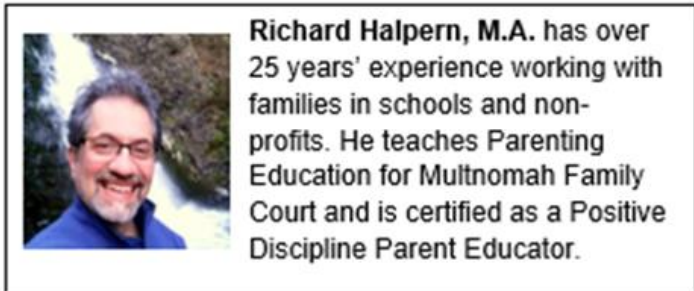 Richard Halpern, M.A. has over
25 years’ experience working with
families in schools and non-
profits. He teaches Parenting
Education for Multnomah Family
Court and is certified as a Positive
Discipline Parent Educator.